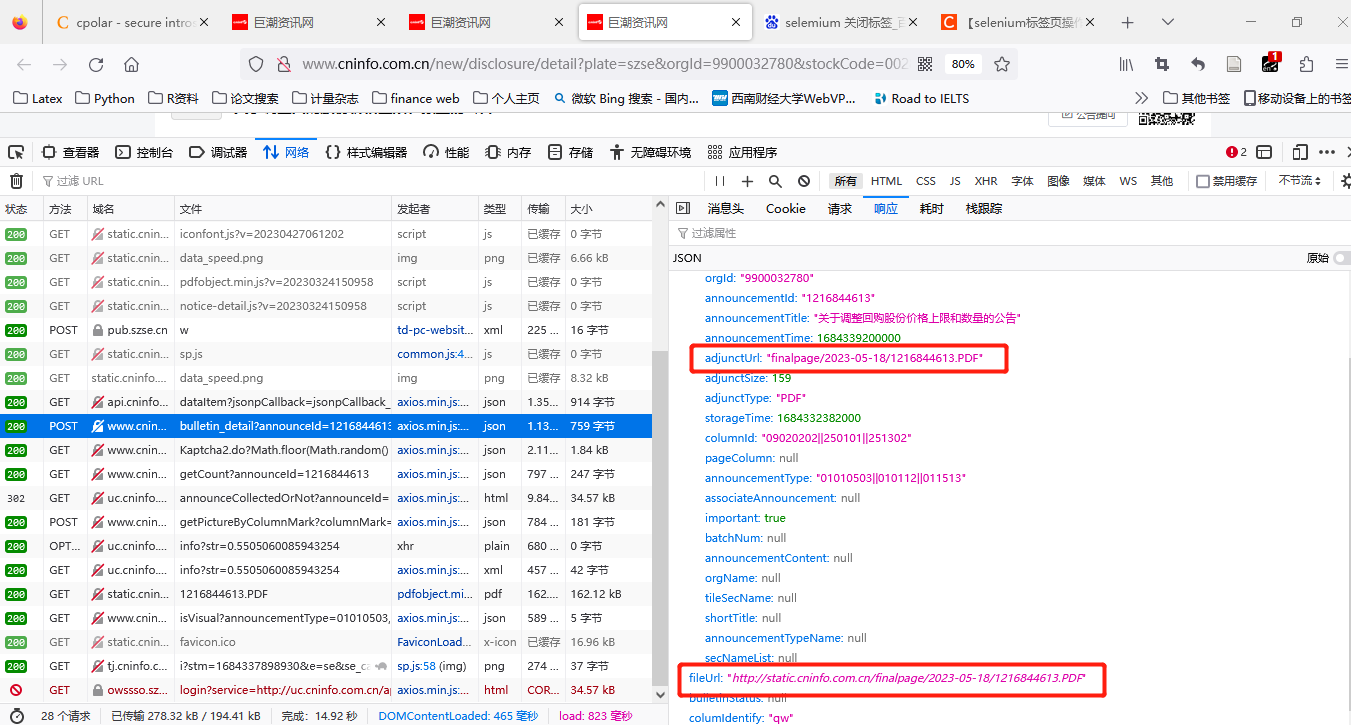 cpolar - secure intros
巨潮资讯网
巨潮资讯网
巨潮资讯网
selemium 关闭标签_百
【selenium标签页操作
www.cninfo.com.cn/new/disclosure/detail?plate=szse&orgId=9900032780&stockCode=002
80%
1
Latex
Python
R资料
论文搜索
计量杂志
finance web
个人主页
微软 Bing 搜索 - 国内...
西南财经大学WebVP...
Road to IELTS
其他书签
移动设备上的书签
公告提问
查看器
控制台
调试器
网络
样式编辑器
性能
内存
存储
无障碍环境
应用程序
2
过滤 URL
所有 HTML CSS JS XHR 字体 图像 媒体 WS 其他
禁用缓存
不节流
状态 方法 域名 文件 发起者 类型 传输 大小
200 GET static.cnin... iconfont.js?v=20230427061202 script js 已缓存 0 字节
200 GET static.cnin... data_speed.png img png 已缓存 6.66 kB
200 GET static.cnin... pdfobject.min.js?v=20230324150958 script js 已缓存 0 字节
200 GET static.cnin... notice-detail.js?v=20230324150958 script js 已缓存 0 字节
200 POST pub.szse.cn w td-pc-websit... xml 225 ... 16 字节
200 GET static.cnin... sp.js common.js:4... js 已缓存 0 字节
200 GET static.cninfo.... data_speed.png img png 已缓存 8.32 kB
200 GET api.cninfo.... dataItem?jsonpCallback=jsonpCallback_ axios.min.js:... json 1.35... 914 字节
200 POST www.cnin... bulletin_detail?announceId=1216844613 axios.min.js:... json 1.13... 759 字节
200 GET www.cnin... Kaptcha2.do?Math.floor(Math.random() axios.min.js:... json 2.11... 1.84 kB
200 GET www.cnin... getCount?announceId=1216844613 axios.min.js:... json 797 ... 247 字节
302 GET uc.cninfo.... announceCollectedOrNot?announceId= axios.min.js:... html 9.84... 34.57 kB
200 POST www.cnin... getPictureByColumnMark?columnMark= axios.min.js:... json 784 ... 181 字节
200 OPT... uc.cninfo.... info?str=0.5505060085943254 xhr plain 680 ... 0 字节
200 GET uc.cninfo.... info?str=0.5505060085943254 axios.min.js:... xml 457 ... 42 字节
200 GET static.cnin... 1216844613.PDF pdfobject.mi... pdf 162.... 162.12 kB
200 GET www.cnin... isVisual?announcementType=01010503, axios.min.js:... json 589 ... 5 字节
200 GET static.cnin... favicon.ico FaviconLoad... x-icon 已缓存 16.96 kB
200 GET tj.cninfo.c... i?stm=1684337898930&e=se&se_ca sp.js:58 (img) png 274 ... 37 字节
GET owssso.sz... login?service=http://uc.cninfo.cn/ap axios.min.js:... html COR... 34.57 kB
28 个请求
已传输 278.32 kB / 194.41 kB
完成：14.92 秒
DOMContentLoaded: 465 毫秒
load: 823 毫秒
消息头 Cookie 请求 响应 耗时 栈跟踪
过滤属性
JSON
原始
orgId: "9900032780"
announcementId: "1216844613"
announcementTitle: "关于调整回购股份价格上限和数量的公告"
announcementTime: 1684339200000
adjunctUrl: "finalpage/2023-05-18/1216844613.PDF"
adjunctSize: 159
adjunctType: "PDF"
storageTime: 1684332382000
columnId: "09020202||250101||251302"
pageColumn: null
announcementType: "01010503||010112||011513"
associateAnnouncement: null
important: true
batchNum: null
announcementContent: null
orgName: null
tileSecName: null
shortTitle: null
announcementTypeName: null
secNameList: null
fileUrl: "http://static.cninfo.com.cn/finalpage/2023-05-18/1216844613.PDF"
bulletinStatus: null
columIdentify: "qw"